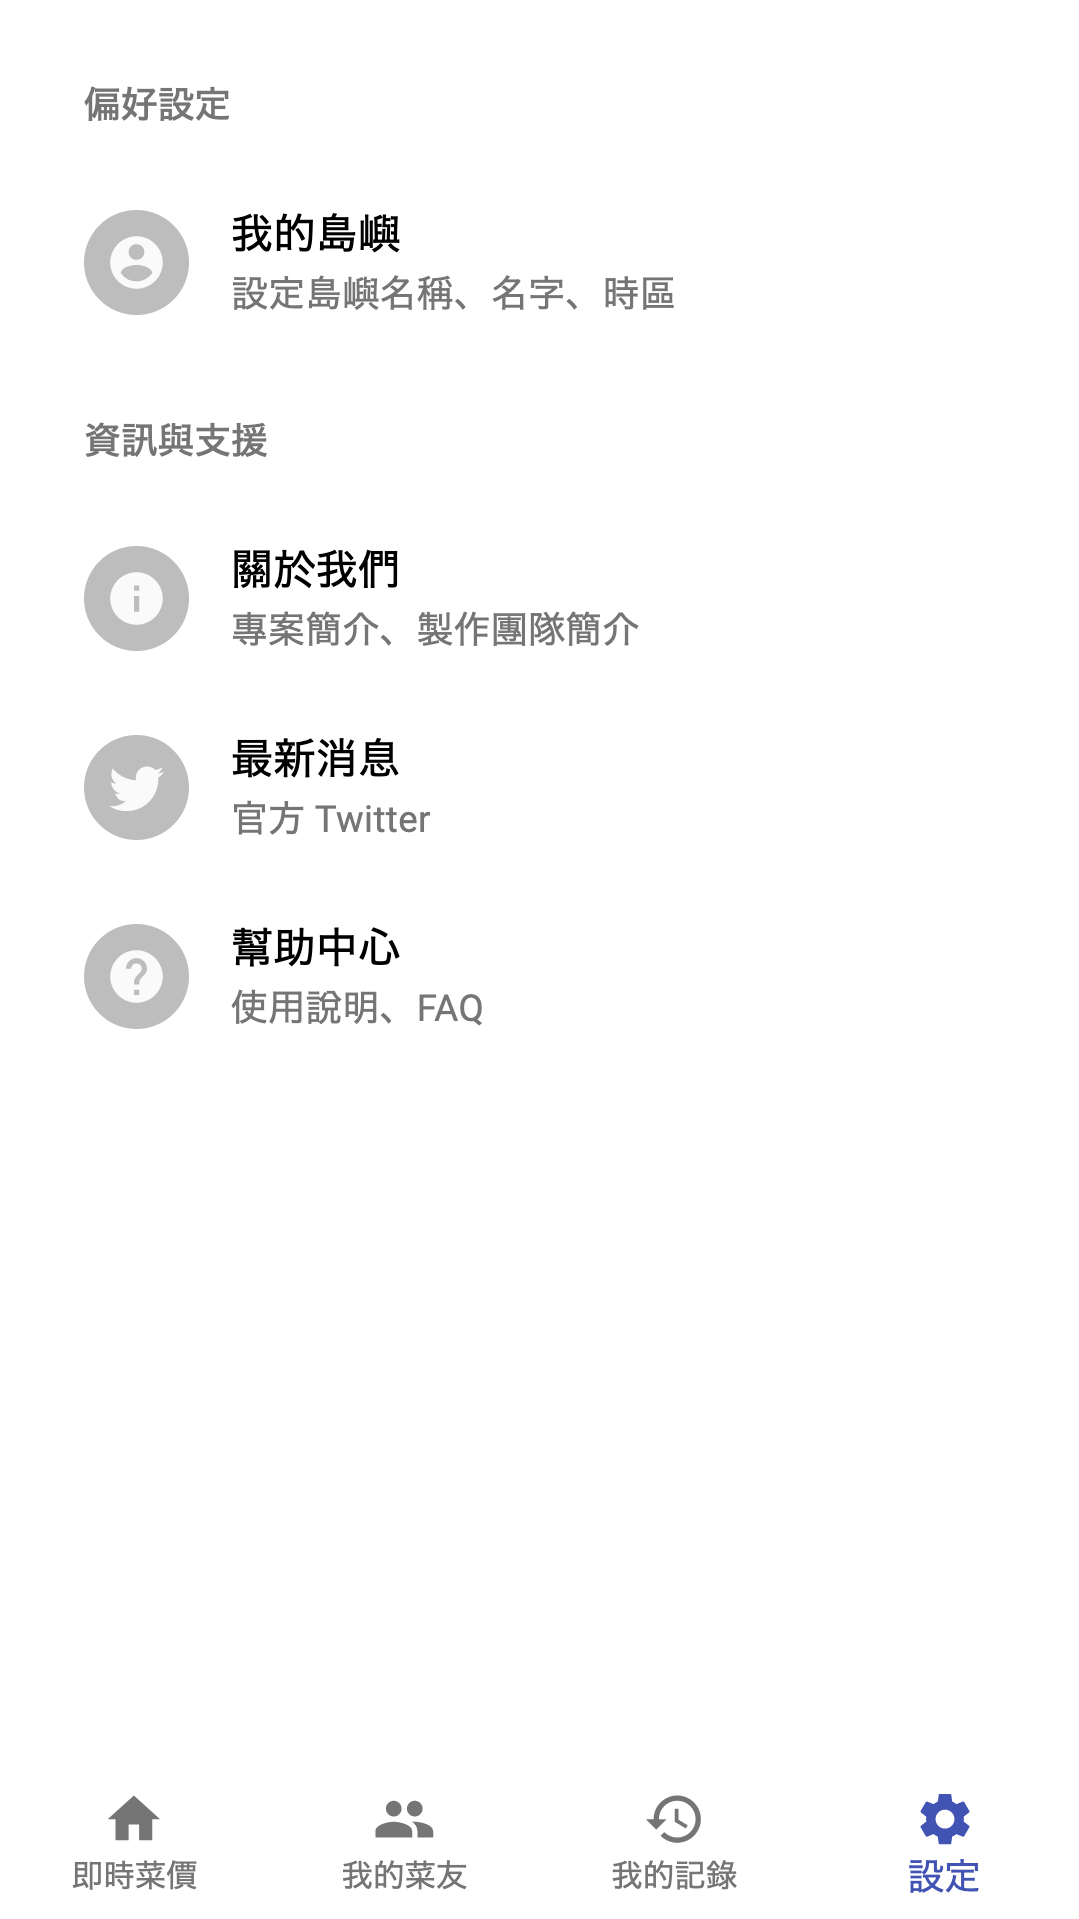 偏好設定
我的島嶼
設定島嶼名稱、名字、時區
資訊與支援
關於我們
專案簡介、製作團隊簡介
最新消息
官方 Twitter
幫助中心
使用說明、FAQ
即時菜價
我的菜友
我的記錄
設定